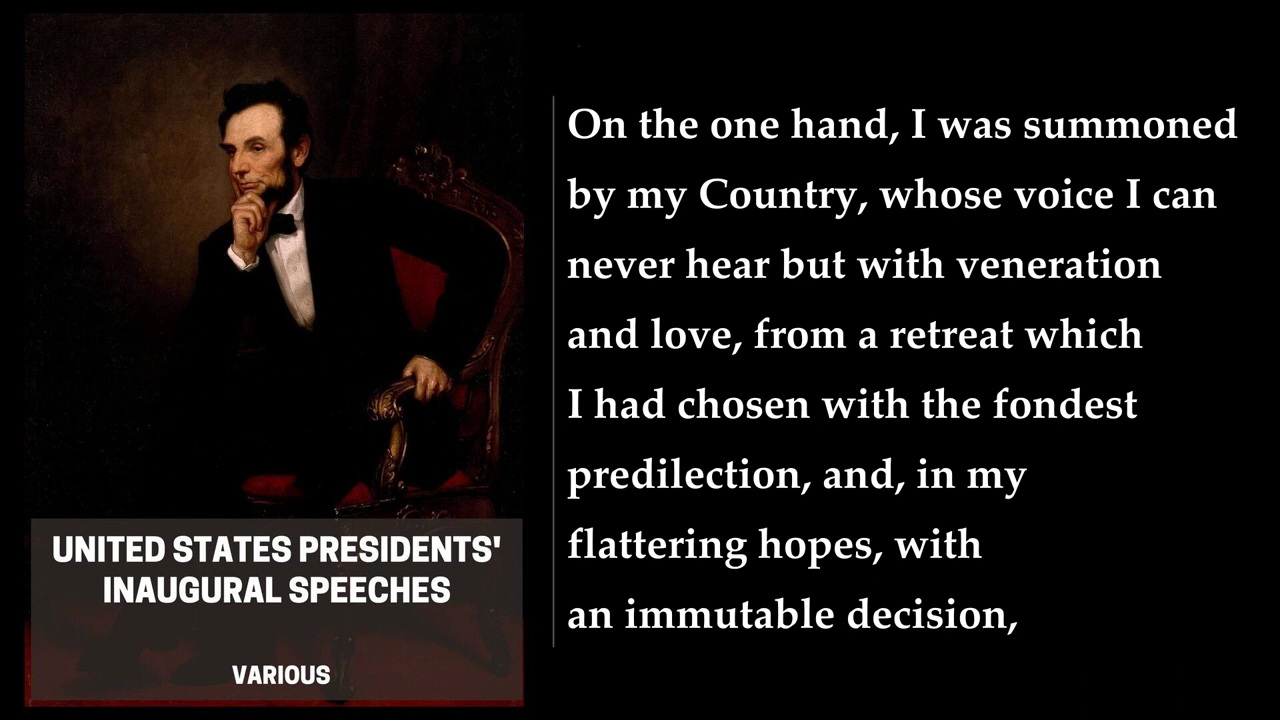 UNITED STATES PRESIDENTS'
INAUGURAL SPEECHES
VARIOUS
On the one hand, I was summoned
by my Country, whose voice I can
never hear but with veneration
and love, from a retreat which
I had chosen with the fondest
predilection, and, in my
flattering hopes, with
an immutable decision,